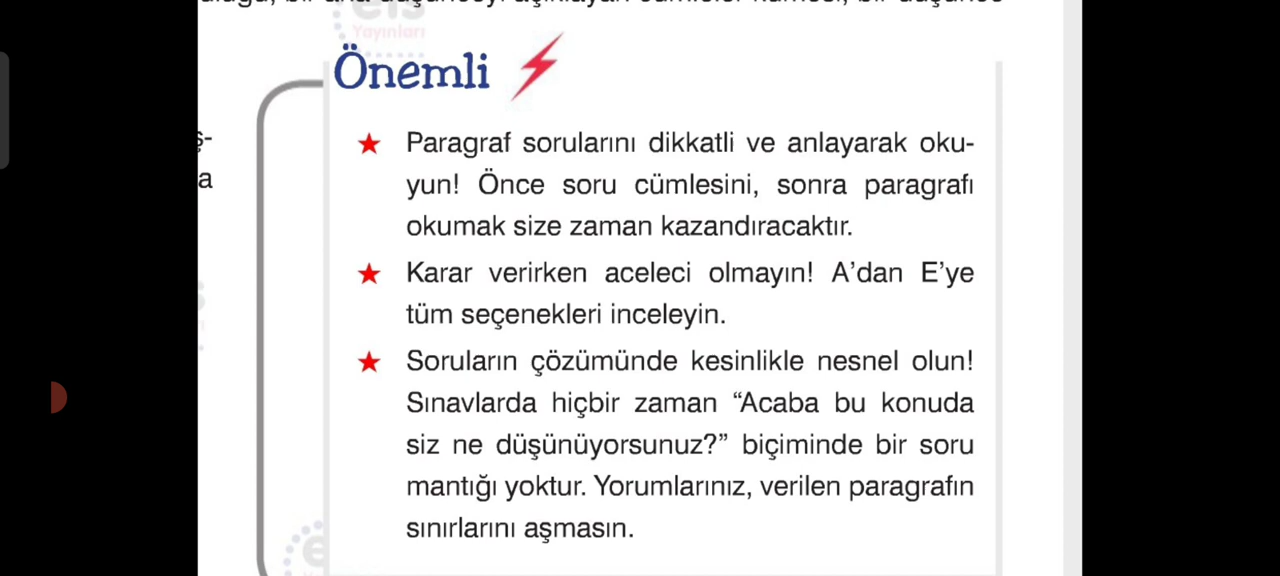 eis
Yayınları
Önemli
ş-
a
★ Paragraf sorularını dikkatli ve anlayarak oku-
yun! Önce soru cümlesini, sonra paragrafı
okumak size zaman kazandıracaktır.
★ Karar verirken aceleci olmayın! A’dan E’ye
tüm seçenekleri inceleyin.
★ Soruların çözümünde kesinlikle nesnel olun!
Sınavlarda hiçbir zaman “Acaba bu konuda
siz ne düşünüyorsunuz?” biçiminde bir soru
mantığı yoktur. Yorumlarınız, verilen paragrafın
sınırlarını aşmasın.